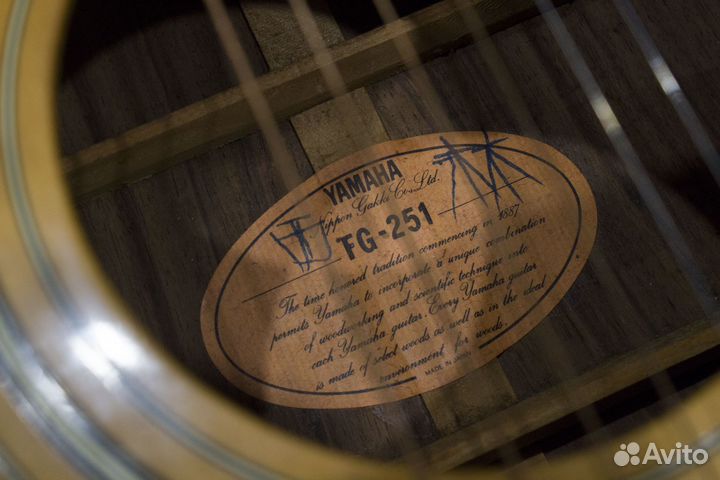 YAMAHA
Nippon Gakki Co., Ltd.
FG-251
The time honored tradition commencing in 1887
permits Yamaha to incorporate a unique combination
of woodworking and scientific technique into
each Yamaha guitar. Every Yamaha guitar
is made of select woods as well as in the ideal
environment for woods.
MADE IN JAPAN
Avito